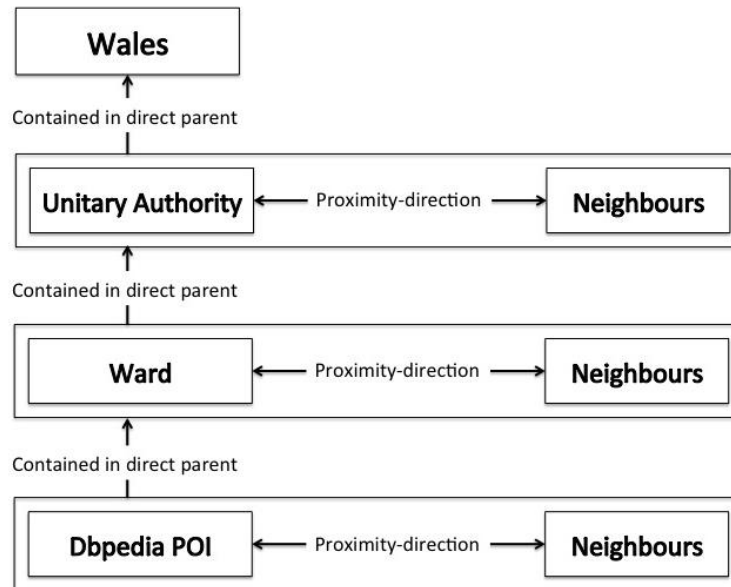 Wales
Contained in direct parent
Unitary Authority
Proximity-direction
Neighbours
Contained in direct parent
Ward
Proximity-direction
Neighbours
Contained in direct parent
Dbpedia POI
Proximity-direction
Neighbours